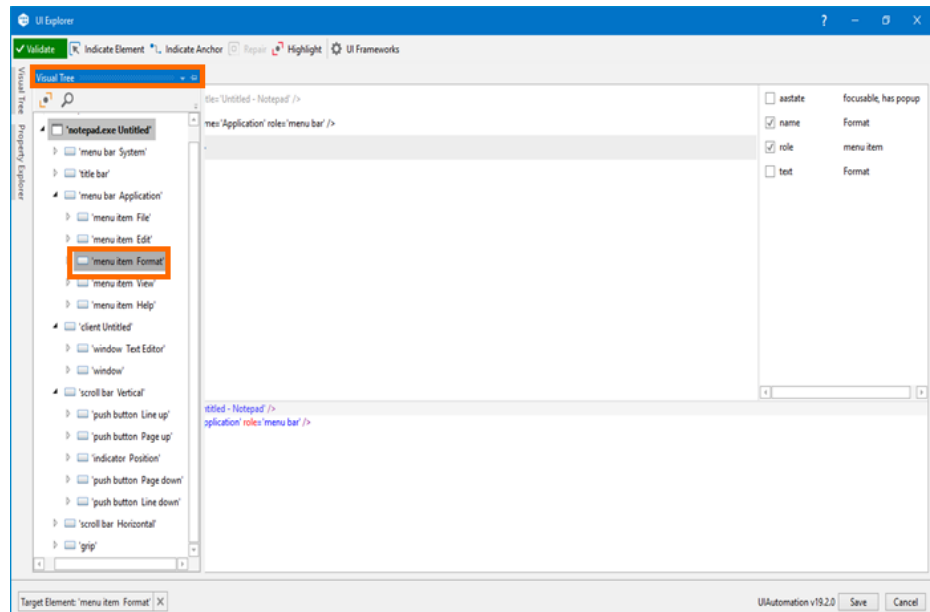 UI Explorer
Validate Indicate Element Indicate Anchor Repair Highlight UI Frameworks
Visual Tree
Property Explorer
Visual Tree
'notepad.exe Untitled'
'menu bar System'
'title bar'
'menu bar Application'
'menu item File'
'menu item Edit'
'menu item Format'
'menu item View'
'menu item Help'
'client Untitled'
'window Text Editor'
'window'
'scroll bar Vertical'
'push button Line up'
'push button Page up'
'indicator Position'
'push button Page down'
'push button Line down'
'scroll bar Horizontal'
'grip'
tle='Untitled - Notepad' />
me='Application' role='menu bar' />
aastate focusable, has popup
name Format
role menu item
text Format
ntitled - Notepad' />
pplication' role='menu bar' />
Target Element: 'menu item Format' X
UIAutomation v19.2.0 Save Cancel